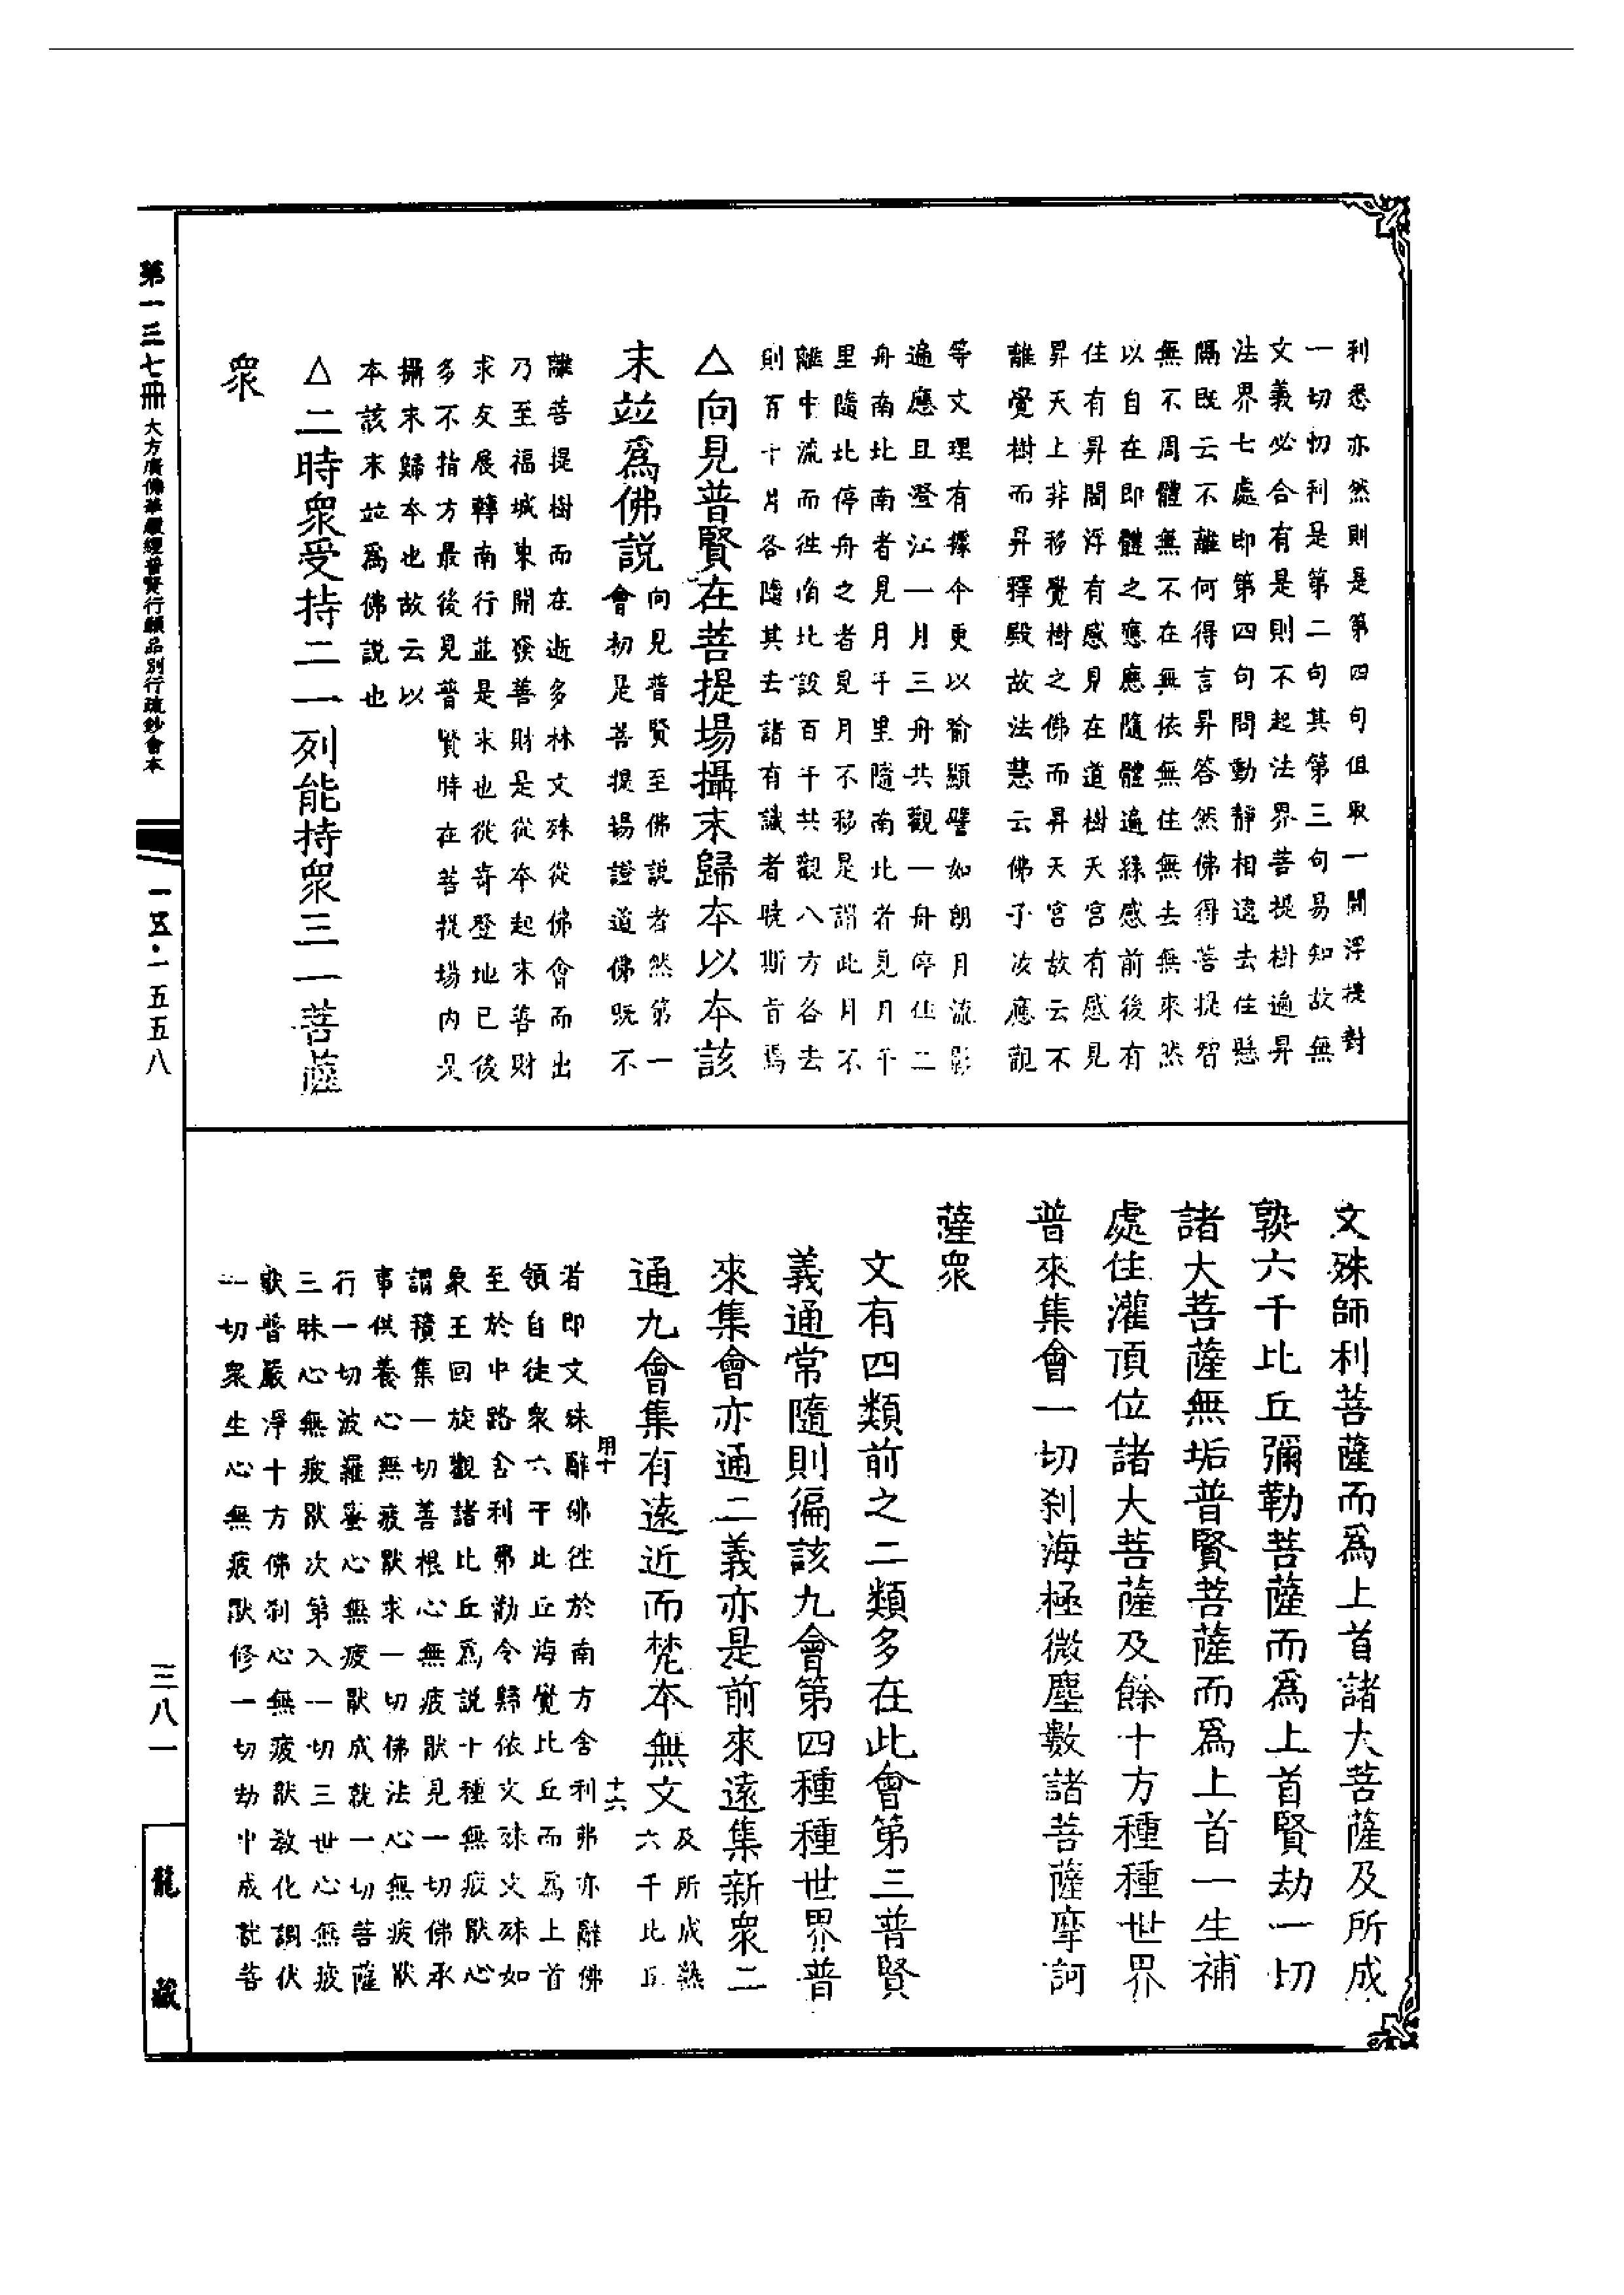 利悉亦然則是第四句但取一閻浮提對
一切忉利是第二句其第三句易知故無
文義必合有是則不起法界菩提樹遍昇
法界七處即第四句問動靜相違去住懸
隔既云不離何得言昇答然佛得菩提智
無不周體無不在無依無住無去無來然
以自在即體之應應隨體遍緣感前後有
住有昇閻浮有感見在道樹天宮有感見
昇天上非移覺樹之佛而昇天宮故云不
離覺樹而昇釋殿故法慧云佛子汝應觀
等文理有據今更以喻顯譬如朗月流影
遍應且澄江一月三舟共觀一舟停住二
舟南北南者見月千里隨南北者見月千
里隨北停舟之者見月不移是謂此月不
離中流而往南北設百千共觀八方各去
則百千月各隨其去諸有識者曉斯旨焉
△向見普賢在菩提場攝末歸本以本該
末竝爲佛説向見普賢至佛説者然第一
會初是菩提場證道佛既不
離菩提樹而在逝多林文殊從佛會而出
乃至福城東開發善財是從本起末善財
求友展轉南行竝是末也從奇登地已後
多不指方最後見普賢時在菩提場内是
攝末歸本也故云以
本該末竝爲佛説也
△二時衆受持二一列能持衆三一菩薩
衆
文殊師利菩薩而爲上首諸大菩薩及所成
孰六千比丘彌勒菩薩而爲上首賢劫一切
諸大菩薩無垢普賢菩薩而爲上首一生補
處住灌頂位諸大菩薩及餘十方種種世界
普來集會一切刹海極微塵數諸菩薩摩訶
薩衆
文有四類前之二類多在此會第三普賢
義通常隨則徧該九會第四種種世界普
來集會亦通二義亦是前來遠集新衆二
通九會集有遠近而梵本無文及所成熟
六千比丘
者即文殊辭佛往於南方舍利弗亦辭佛
領自徒衆六千比丘海覺比丘而爲上首
至於中路舍利弗勸令歸依文殊文殊如
象王回旋觀諸比丘爲説十種無疲猒心
謂積集一切善根心無疲猒見一切佛承
事供養心無疲猒求一切佛法心無疲猒
行一切波羅蜜心無疲猒成就一切菩薩
三昧心無疲猒次第入一切三世心無疲
猒普嚴淨十方佛刹心無疲猒教化調伏
一切衆生心無疲猒修一切劫中成就菩
用十
十六
第一三七冊 大方廣佛華嚴經普賢行願品別行疏鈔會本
一五·一五五八
三八一
龍藏